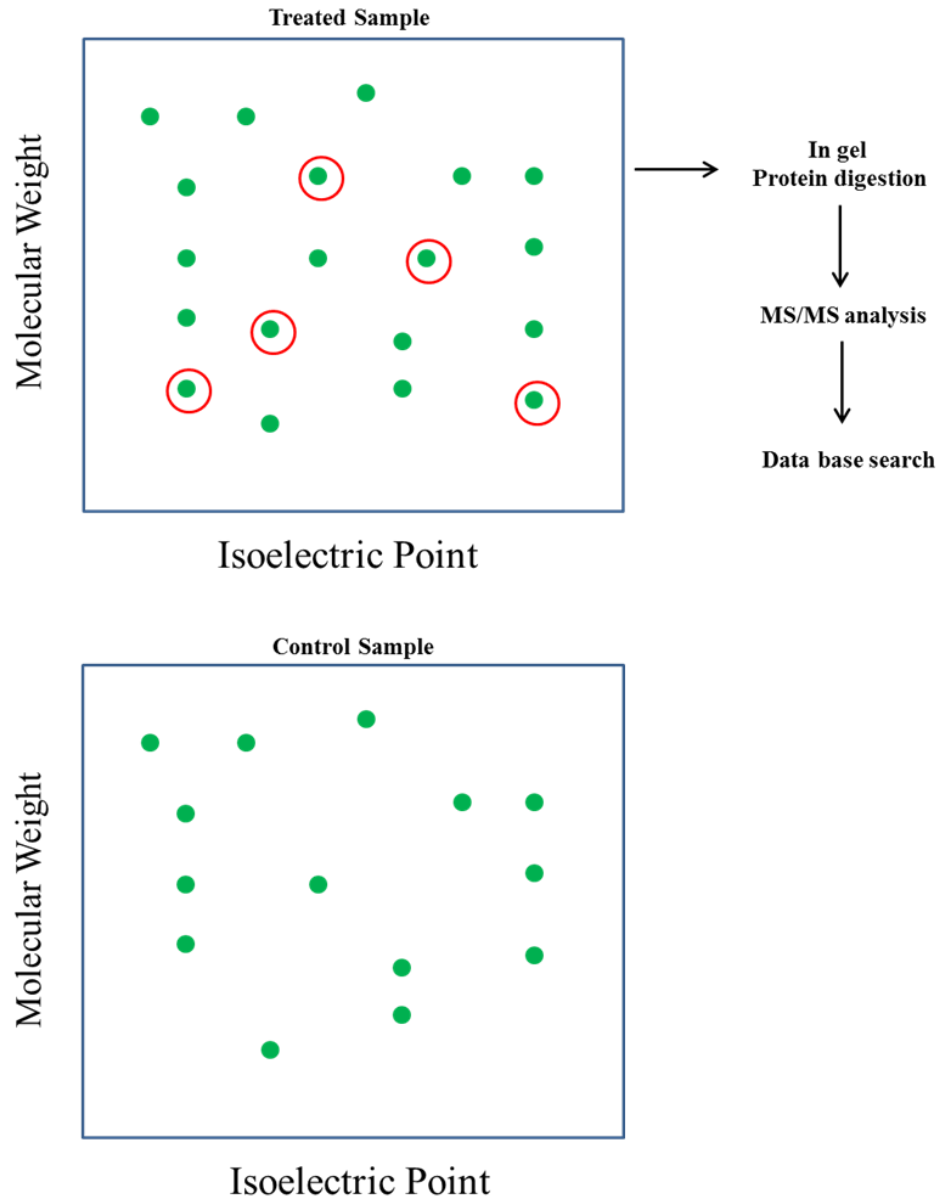 Treated Sample
Molecular Weight
In gel
Protein digestion
MS/MS analysis
Data base search
Isoelectric Point
Control Sample
Molecular Weight
Isoelectric Point